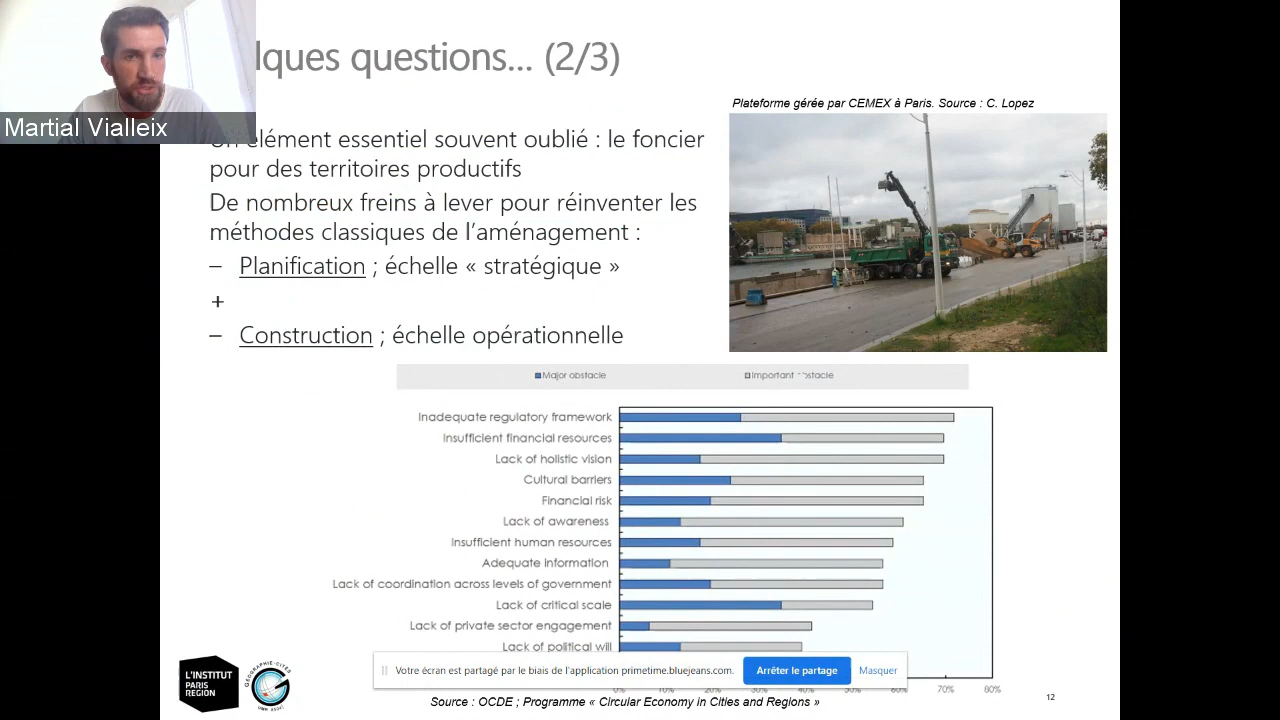 lques questions... (2/3)
Martial Vialleix
Plateforme gérée par CEMEX à Paris. Source : C. Lopez
Un élément essentiel souvent oublié : le foncier
pour des territoires productifs
De nombreux freins à lever pour réinventer les
méthodes classiques de l'aménagement :
– Planification ; échelle « stratégique »
+
– Construction ; échelle opérationnelle
Major obstacle
Important obstacle
Inadequate regulatory framework
Insufficient financial resources
Lack of holistic vision
Cultural barriers
Financial risk
Lack of awareness
Insufficient human resources
Adequate information
Lack of coordination across levels of government
Lack of critical scale
Lack of private sector engagement
Lack of political will
Votre écran est partagé par le biais de l'application primetime.bluejeans.com.
Arrêter le partage
Masquer
0% 10% 20% 30% 40% 50% 60% 70% 80%
Source : OCDE ; Programme « Circular Economy in Cities and Regions »
12
L'INSTITUT
PARIS
REGION
GÉOGRAPHIE-CITÉS